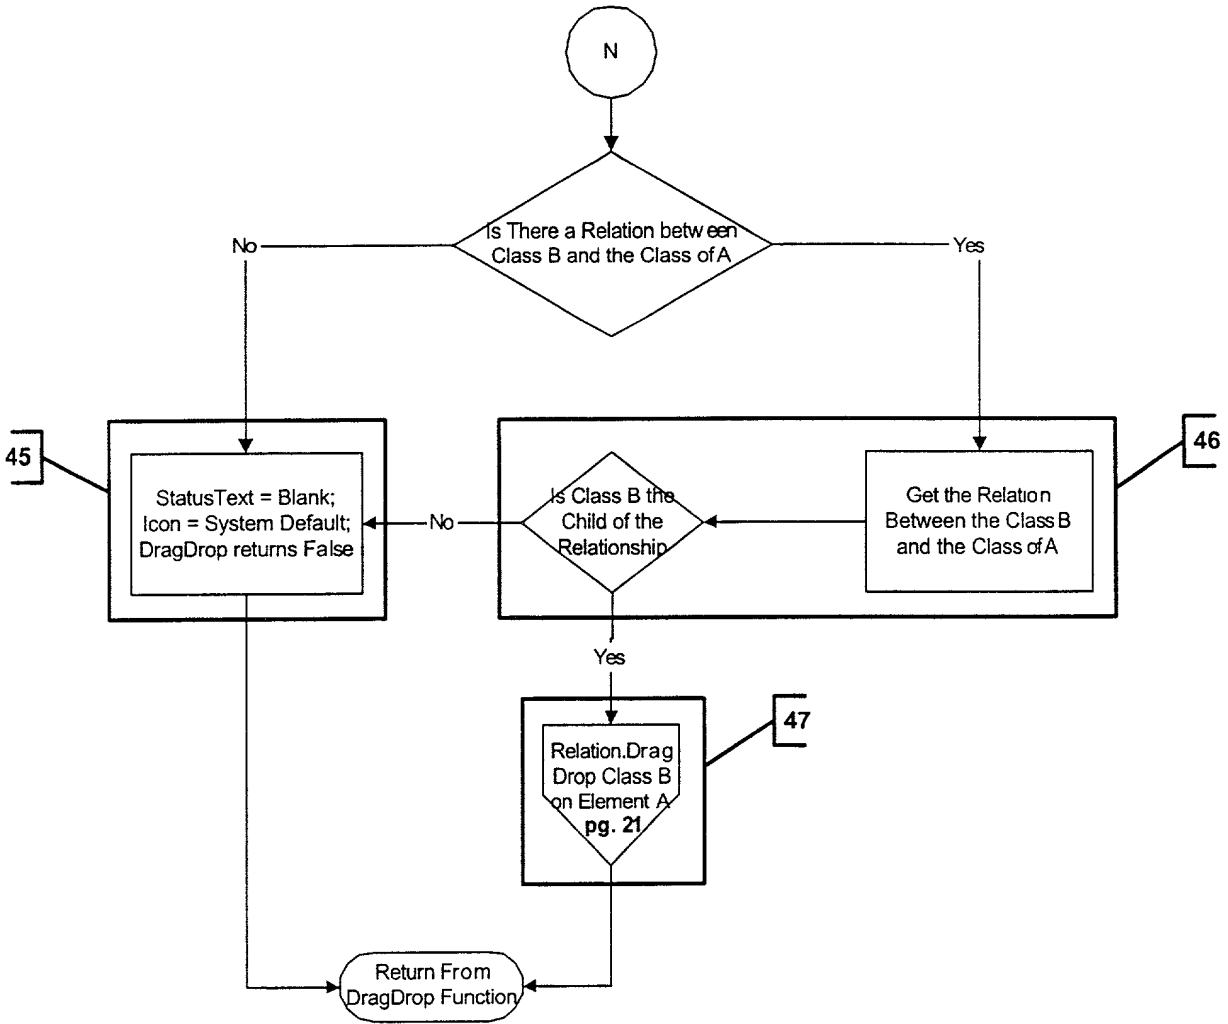 N
Is There a Relation between
Class B and the Class of A
No
Yes
45
46
StatusText = Blank;
Icon = System Default;
DragDrop returns False
No
Is Class B the
Child of the
Relationship
Get the Relation
Between the Class B
and the Class of A
Yes
47
Relation.Drag
Drop Class B
on Element A
pg. 21
Return From
DragDrop Function